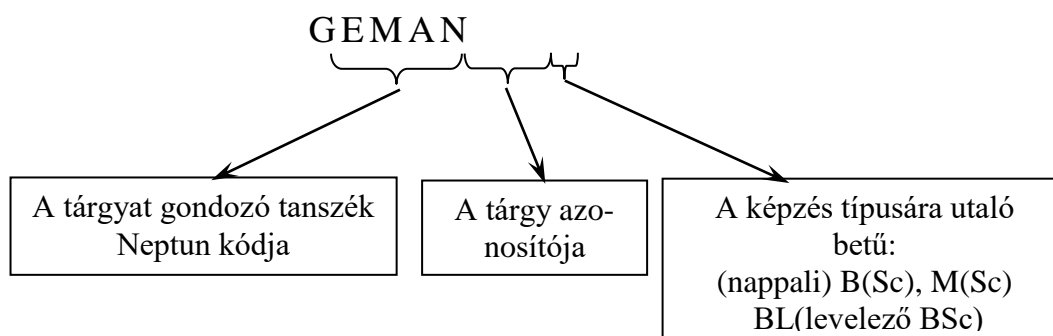 GEMAN
A tárgyat gondozó tanszék
Neptun kódja
A tárgy azo-
nosítója
A képzés típusára utaló
betű:
(nappali) B(Sc), M(Sc)
BL(levelező BSc)